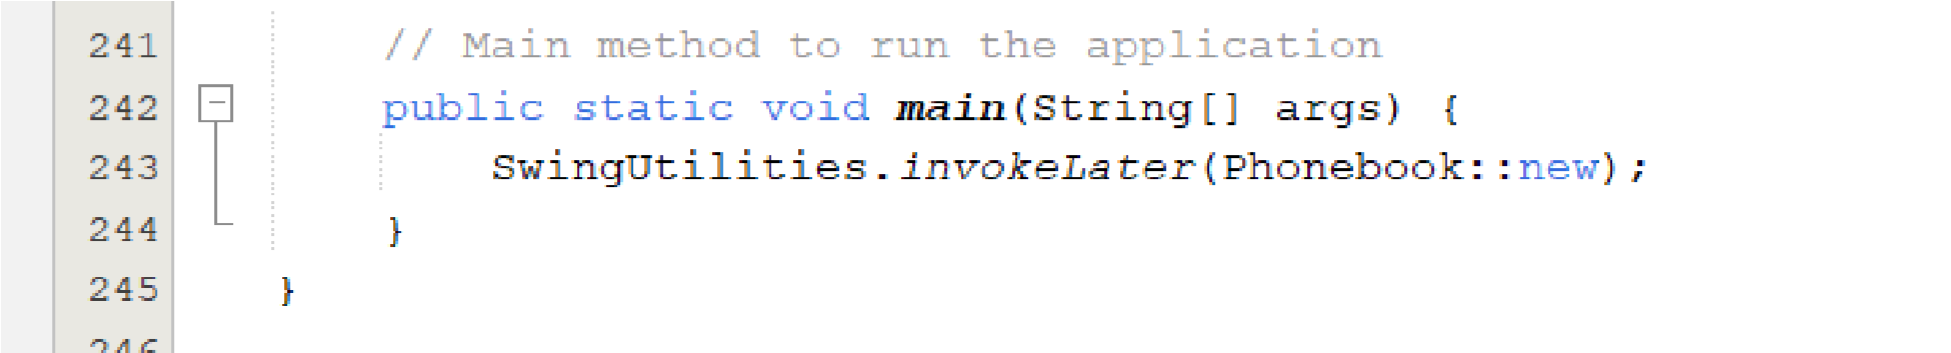 241 // Main method to run the application
242 public static void main(String[] args) {
243 SwingUtilities.invokeLater(Phonebook::new);
244 }
245 }
246